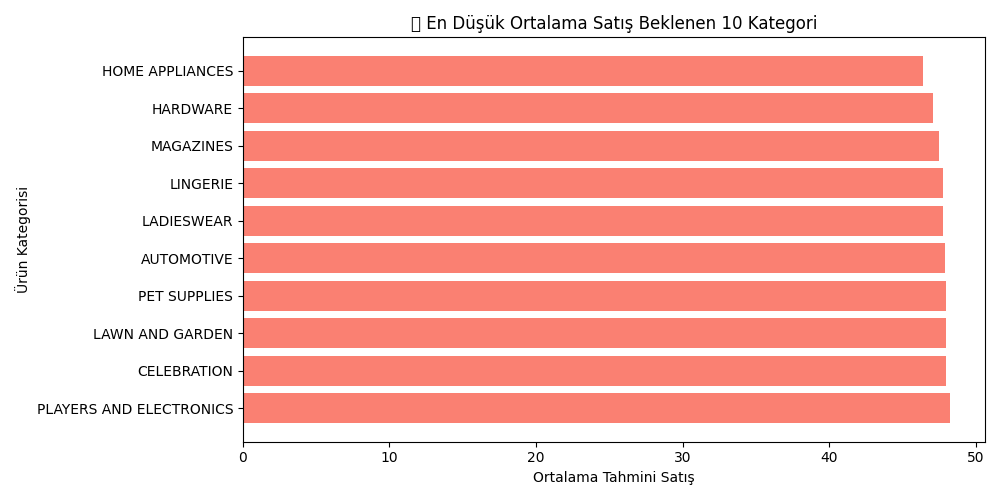 En Düşük Ortalama Satış Beklenen 10 Kategori
HOME APPLIANCES
HARDWARE
MAGAZINES
LINGERIE
LADIESWEAR
AUTOMOTIVE
PET SUPPLIES
LAWN AND GARDEN
CELEBRATION
PLAYERS AND ELECTRONICS
Ürün Kategorisi
0 10 20 30 40 50
Ortalama Tahmini Satış